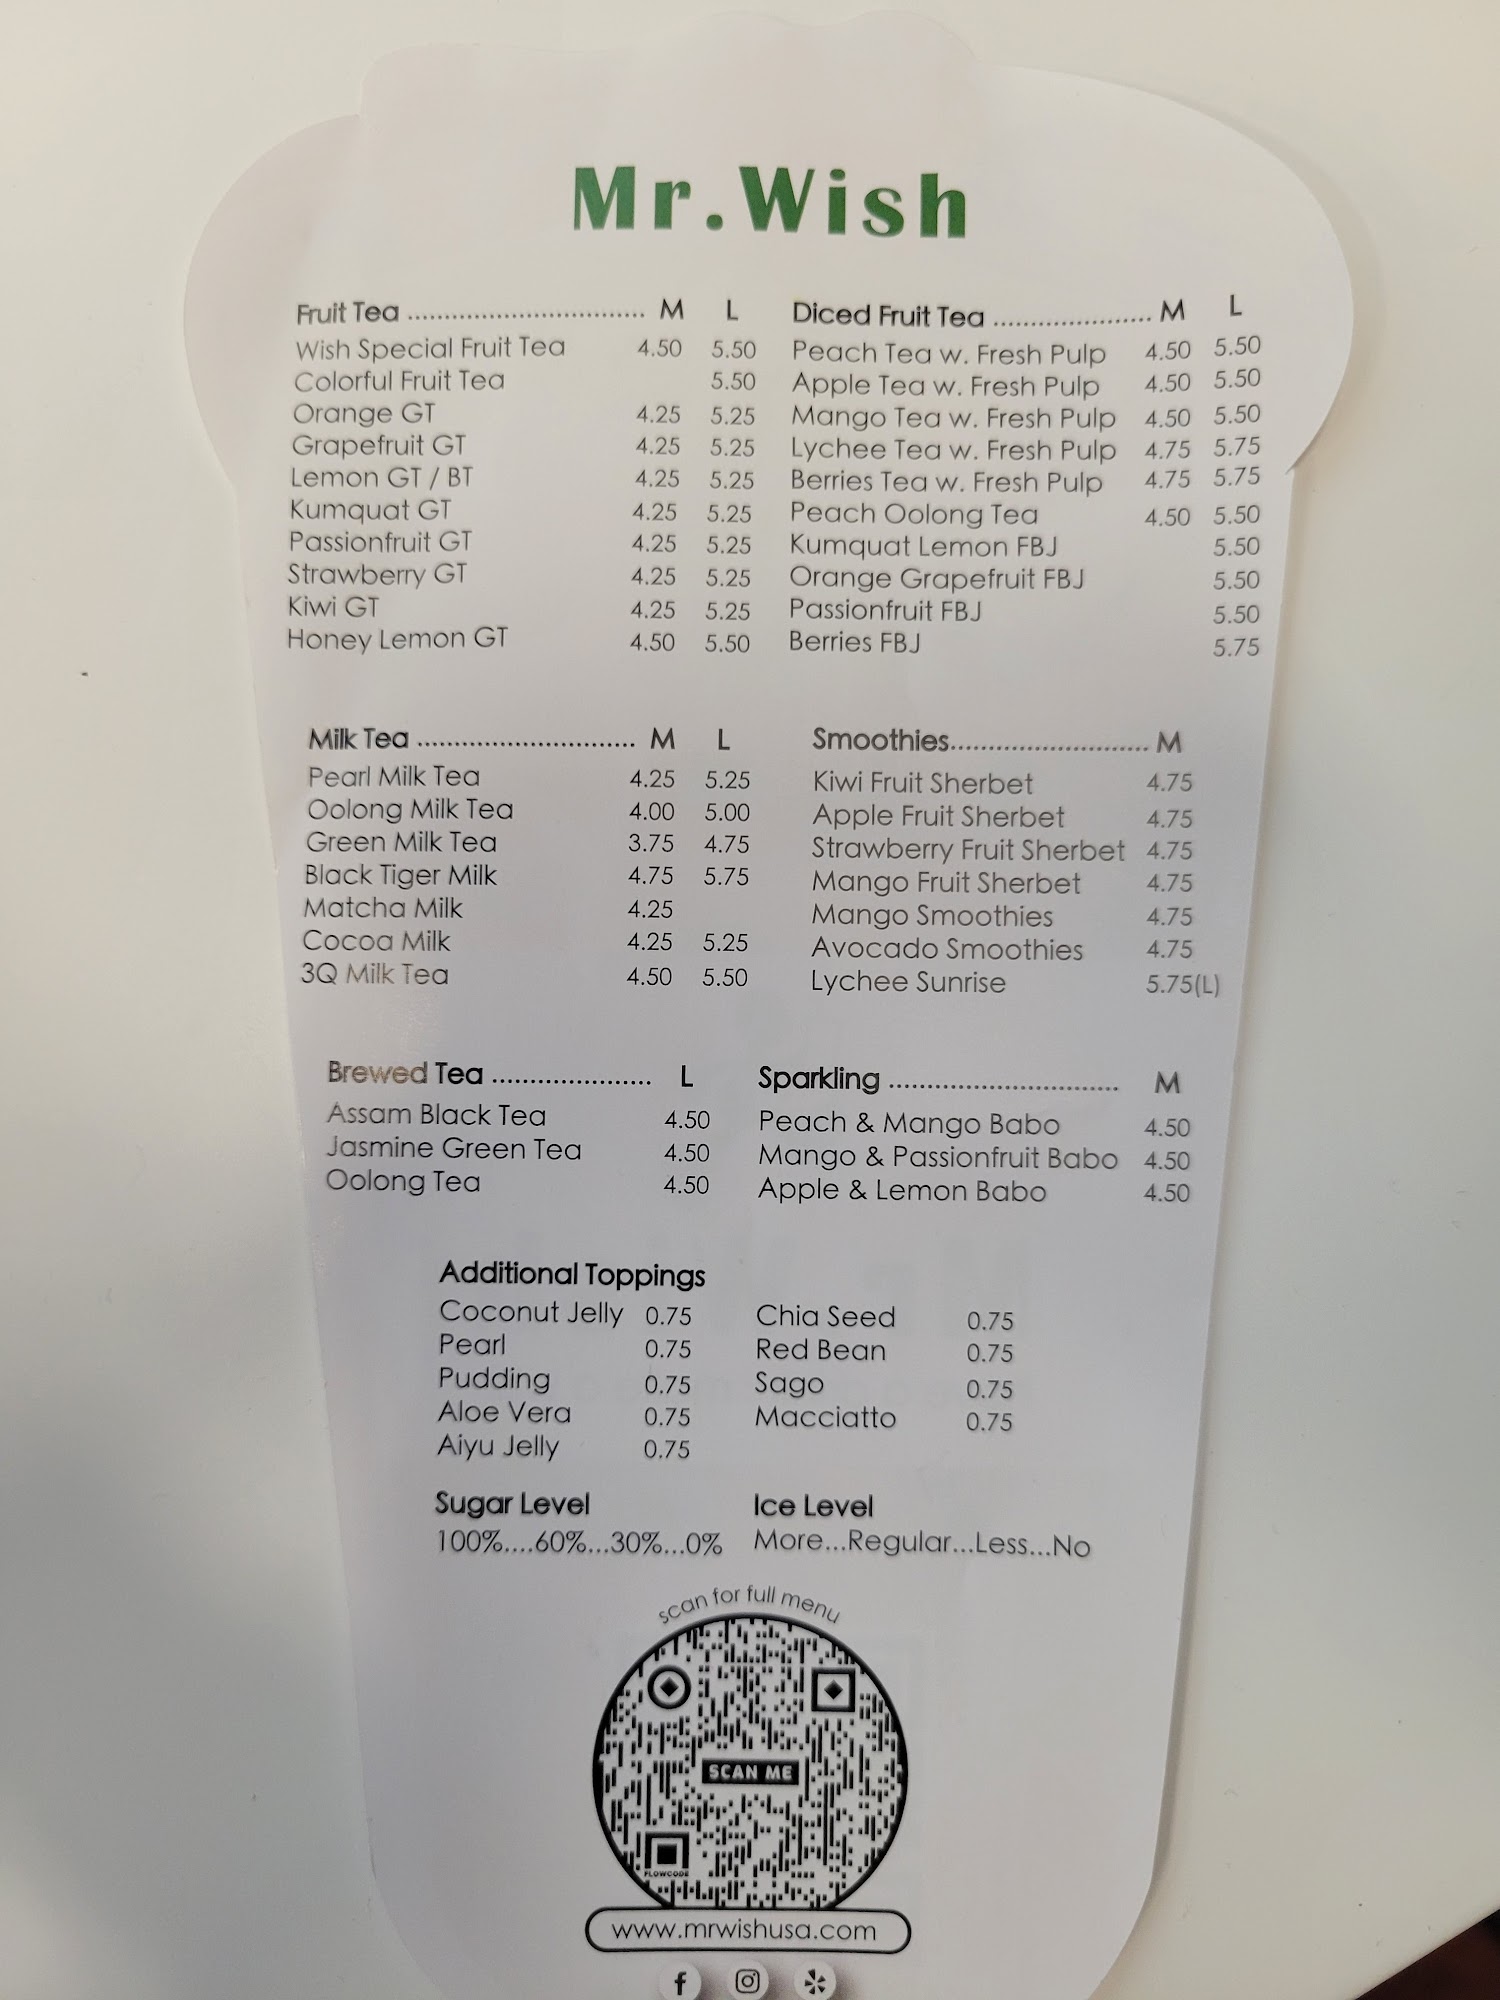 Mr.Wish
Fruit Tea ............................... M L
Wish Special Fruit Tea 4.50 5.50
Colorful Fruit Tea 5.50
Orange GT 4.25 5.25
Grapefruit GT 4.25 5.25
Lemon GT / BT 4.25 5.25
Kumquat GT 4.25 5.25
Passionfruit GT 4.25 5.25
Strawberry GT 4.25 5.25
Kiwi GT 4.25 5.25
Honey Lemon GT 4.50 5.50
Diced Fruit Tea ..................... M L
Peach Tea w. Fresh Pulp 4.50 5.50
Apple Tea w. Fresh Pulp 4.50 5.50
Mango Tea w. Fresh Pulp 4.50 5.50
Lychee Tea w. Fresh Pulp 4.75 5.75
Berries Tea w. Fresh Pulp 4.75 5.75
Peach Oolong Tea 4.50 5.50
Kumquat Lemon FBJ 5.50
Orange Grapefruit FBJ 5.50
Passionfruit FBJ 5.50
Berries FBJ 5.75
Milk Tea ............................. M L
Pearl Milk Tea 4.25 5.25
Oolong Milk Tea 4.00 5.00
Green Milk Tea 3.75 4.75
Black Tiger Milk 4.75 5.75
Matcha Milk 4.25
Cocoa Milk 4.25 5.25
3Q Milk Tea 4.50 5.50
Smoothies.......................... M
Kiwi Fruit Sherbet 4.75
Apple Fruit Sherbet 4.75
Strawberry Fruit Sherbet 4.75
Mango Fruit Sherbet 4.75
Mango Smoothies 4.75
Avocado Smoothies 4.75
Lychee Sunrise 5.75(L)
Brewed Tea ..................... L
Assam Black Tea 4.50
Jasmine Green Tea 4.50
Oolong Tea 4.50
Sparkling .............................. M
Peach & Mango Babo 4.50
Mango & Passionfruit Babo 4.50
Apple & Lemon Babo 4.50
Additional Toppings
Coconut Jelly 0.75
Pearl 0.75
Pudding 0.75
Aloe Vera 0.75
Aiyu Jelly 0.75
Chia Seed 0.75
Red Bean 0.75
Sago 0.75
Macciatto 0.75
Sugar Level
100%....60%...30%...0%
Ice Level
More...Regular...Less...No
scan for full menu
SCAN ME
FLOWCODE
www.mrwishusa.com